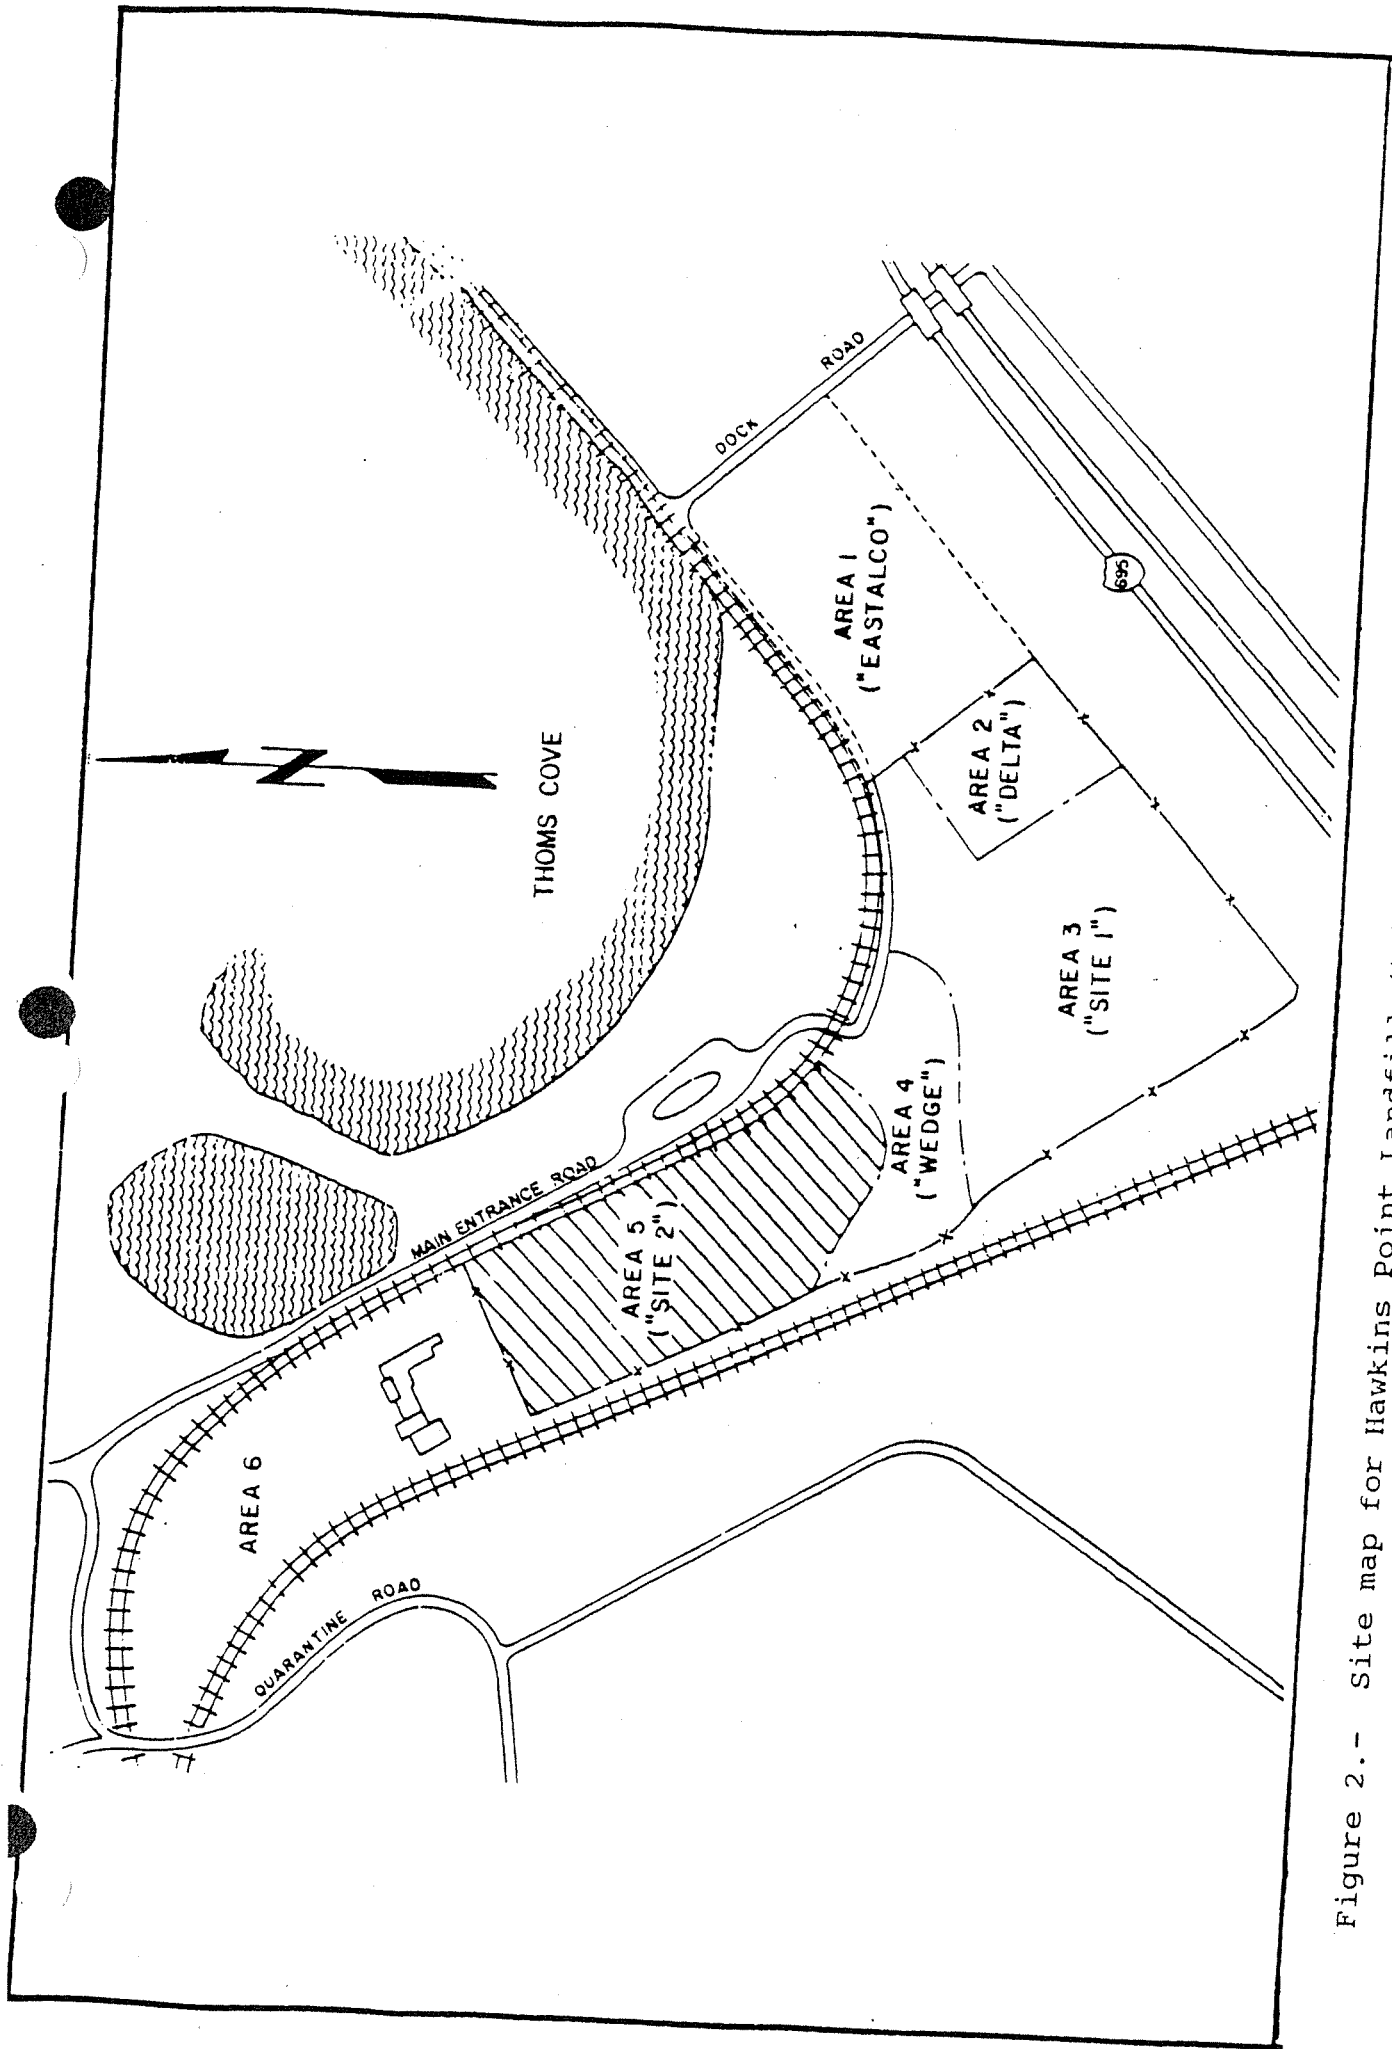 QUARANTINE ROAD
AREA 6
MAIN ENTRANCE ROAD
AREA 5
("SITE 2")
THOMS COVE
N
AREA 4
("WEDGE")
AREA 3
("SITE 1")
AREA 2
("DELTA")
AREA 1
("EASTALCO")
DOCK ROAD
695
Figure 2.- Site map for Hawkins Point Landfill